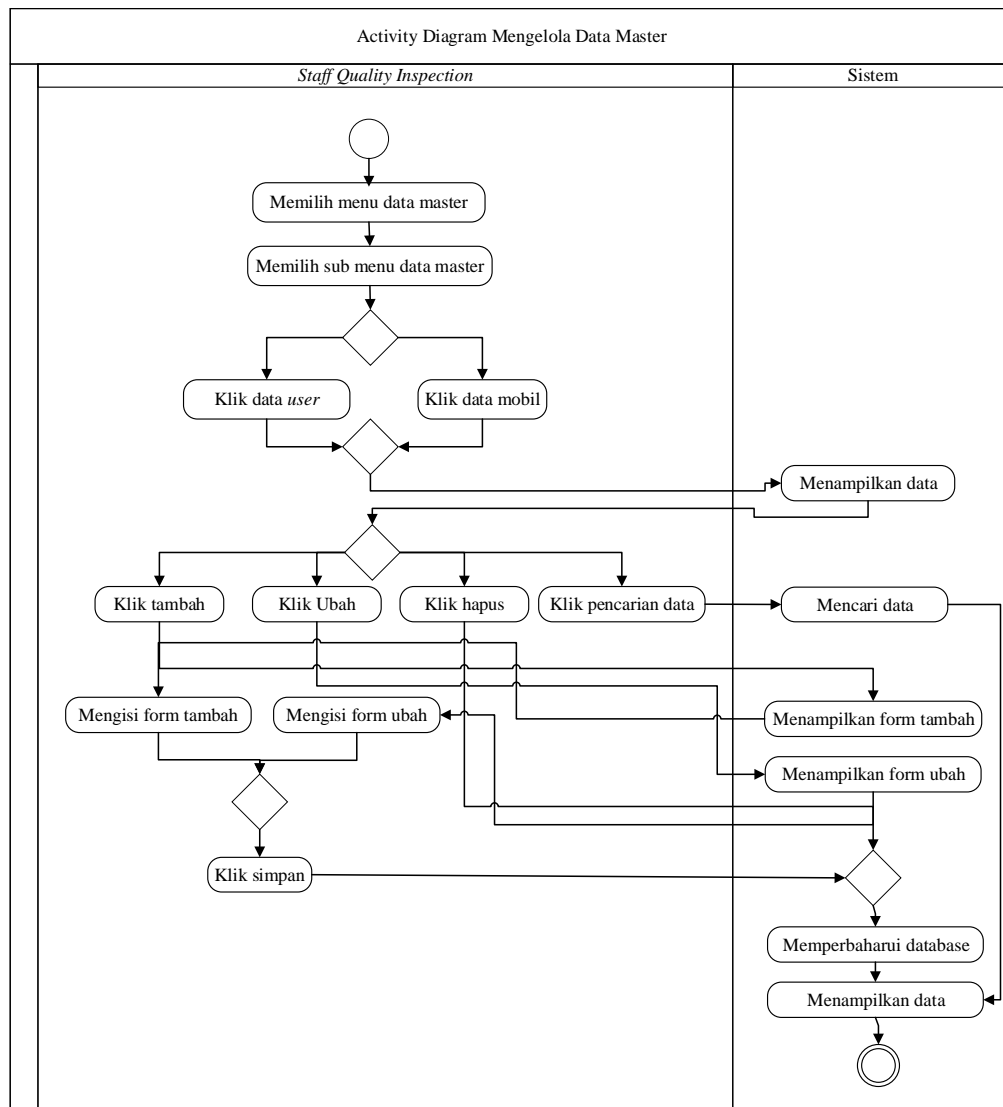 Activity Diagram Mengelola Data Master
Staff Quality Inspection
Sistem
Memilih menu data master
Memilih sub menu data master
Klik data user
Klik data mobil
Menampilkan data
Klik tambah
Klik Ubah
Klik hapus
Klik pencarian data
Mencari data
Mengisi form tambah
Mengisi form ubah
Menampilkan form tambah
Menampilkan form ubah
Klik simpan
Memperbaharui database
Menampilkan data